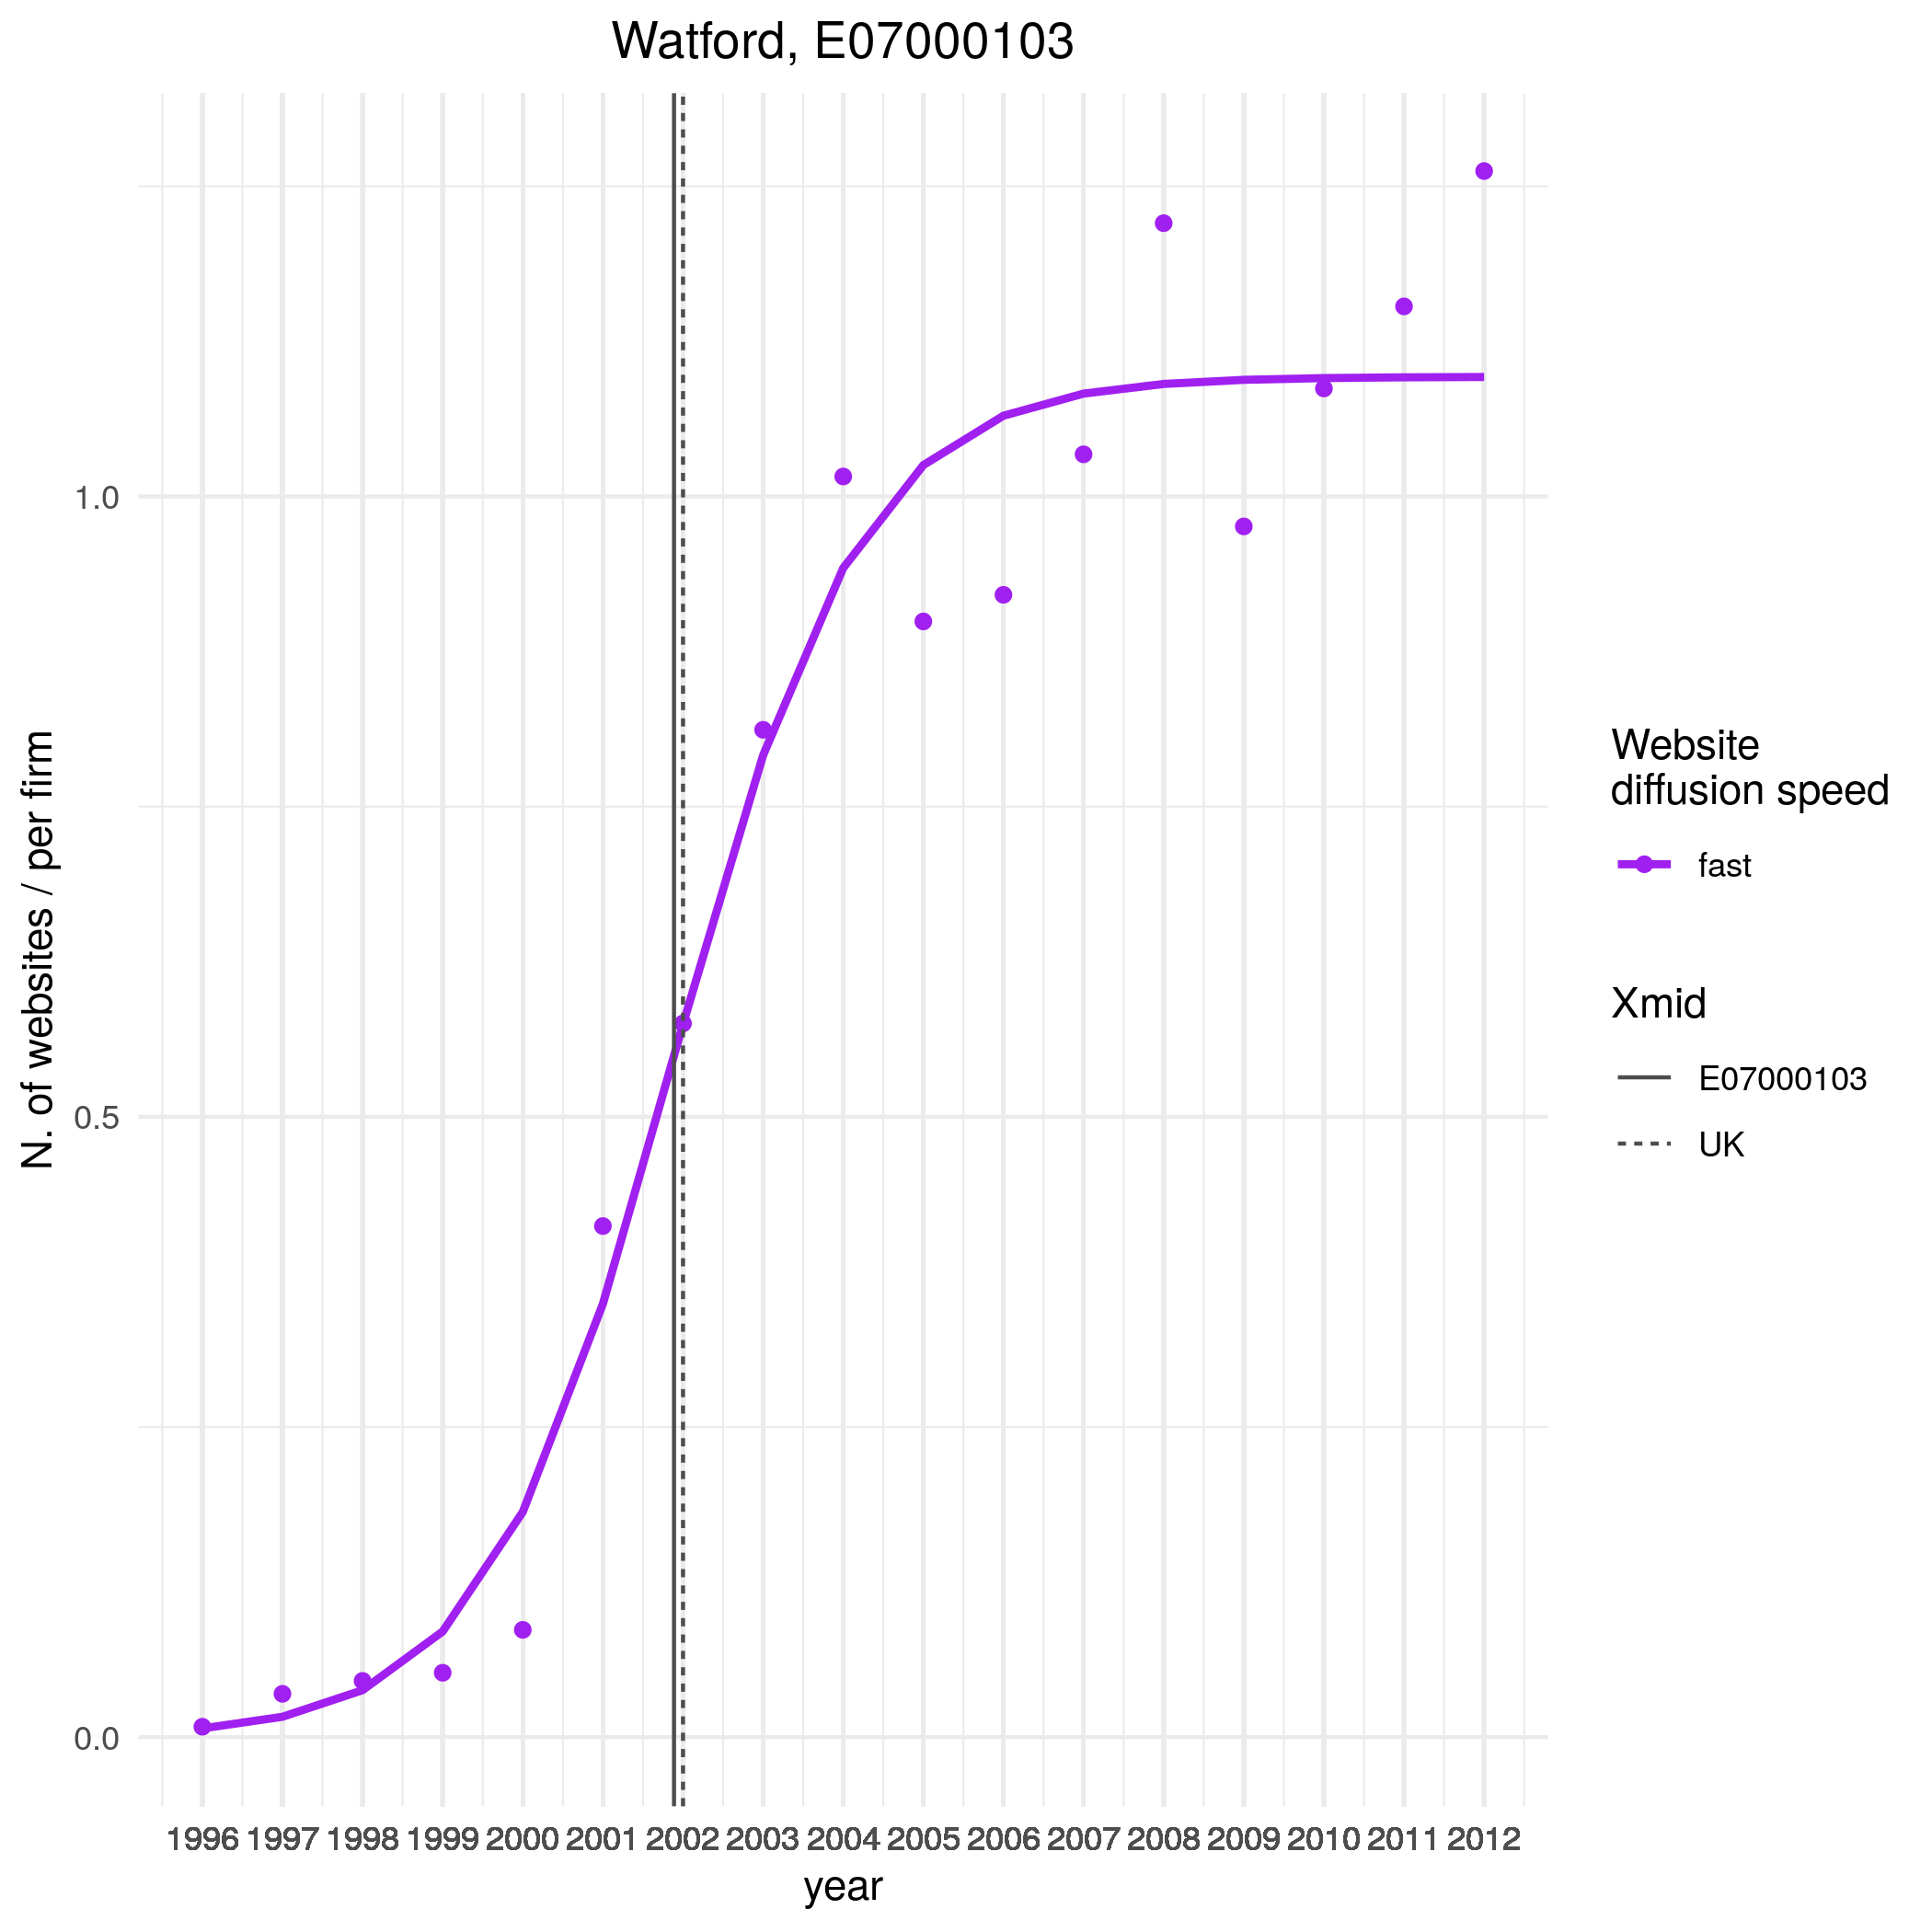 Watford, E07000103
N. of websites / per firm
1.0
0.5
0.0
1996 1997 1998 1999 2000 2001 2002 2003 2004 2005 2006 2007 2008 2009 2010 2011 2012
year
Website
diffusion speed
fast
Xmid
E07000103
UK